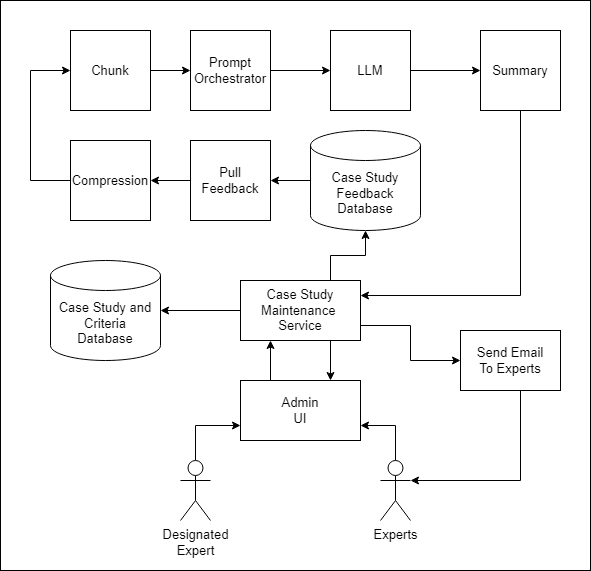 Chunk
Prompt
Orchestrator
LLM
Summary
Compression
Pull
Feedback
Case Study
Feedback
Database
Case Study and
Criteria
Database
Case Study
Maintenance
Service
Send Email
To Experts
Admin
UI
Designated
Expert
Experts